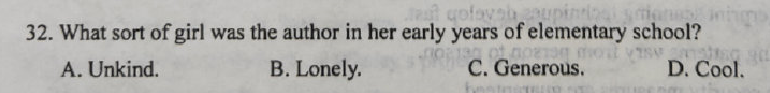 32. What sort of girl was the author in her early years of elementary school?
A. Unkind. B. Lonely. C. Generous. D. Cool.